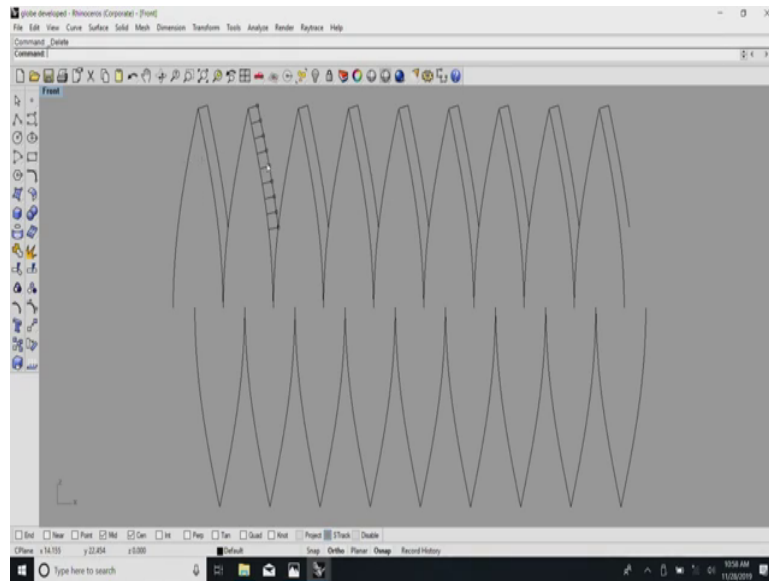 globe developed - Rhinoceros (Corporate) - [Front]
File Edit View Curve Surface Solid Mesh Dimension Transform Tools Analyze Render Raytrace Help
Command: _Delete
Command:
Front
z
x
End Near Point Mid Cen Int Perp Tan Quad Knot Project STrack Disable
CPlane x 14.155 y 22.454 z 0.000 Default Snap Ortho Planar Osnap Record History
Type here to search
10:58 AM
11/28/2019